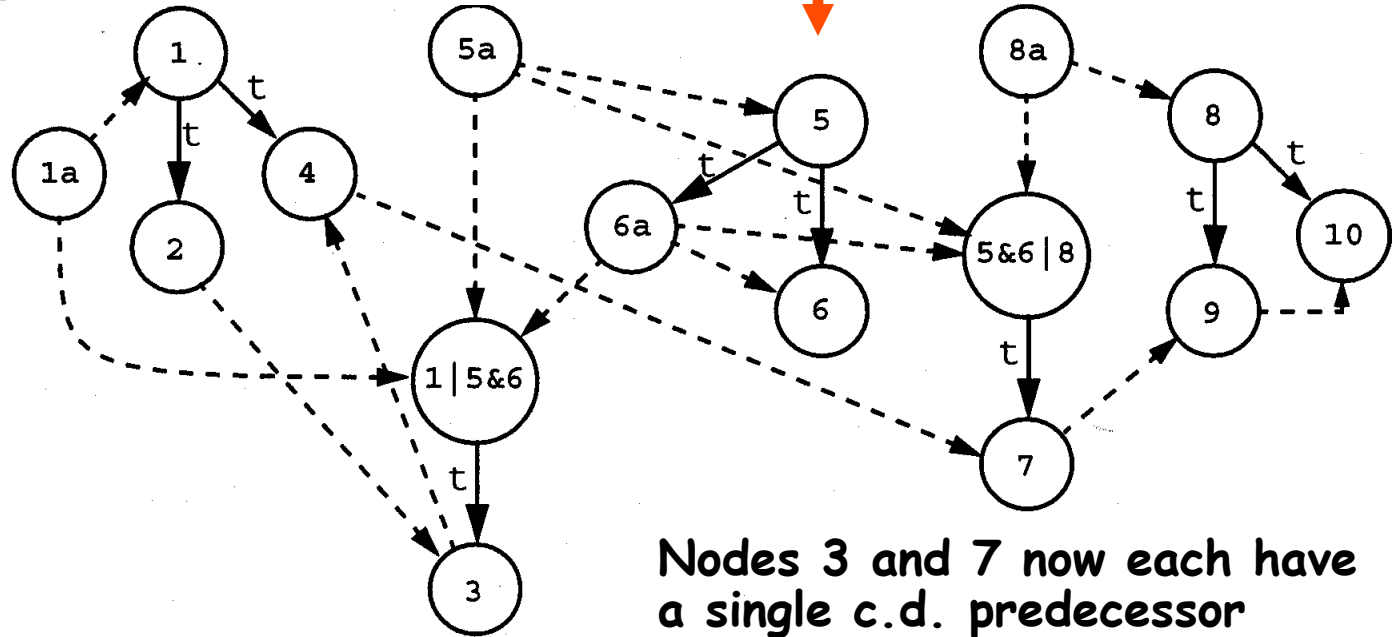 1
5a
8a
t
5
8
1a
t
4
t
t
2
6a
t
t
10
5&6|8
6
9
1|5&6
t
t
7
3
Nodes 3 and 7 now each have
a single c.d. predecessor